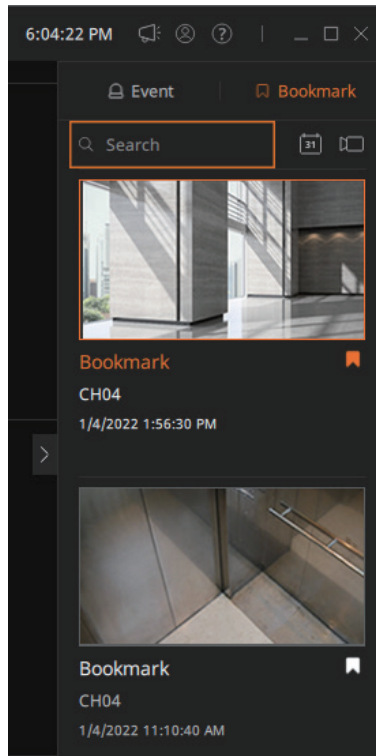 6:04:22 PM
Event
Bookmark
Search
31
Bookmark
CH04
1/4/2022 1:56:30 PM
Bookmark
CH04
1/4/2022 11:10:40 AM